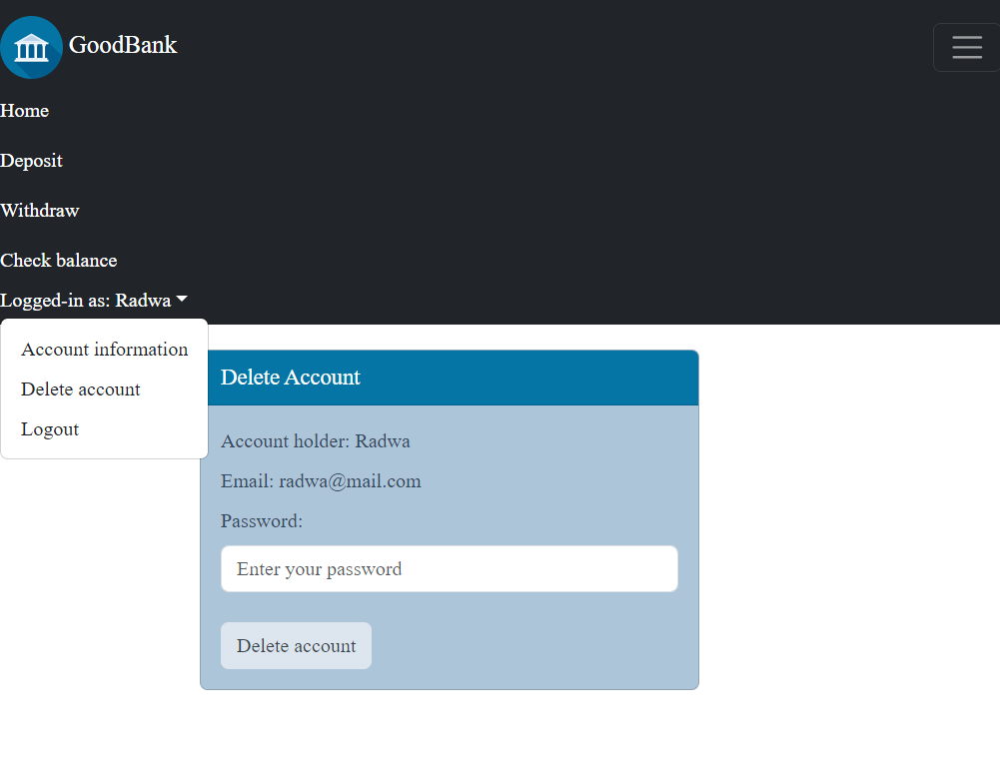 GoodBank
Home
Deposit
Withdraw
Check balance
Logged-in as: Radwa
Account information
Delete account
Logout
Delete Account
Account holder: Radwa
Email: radwa@mail.com
Password:
Enter your password
Delete account